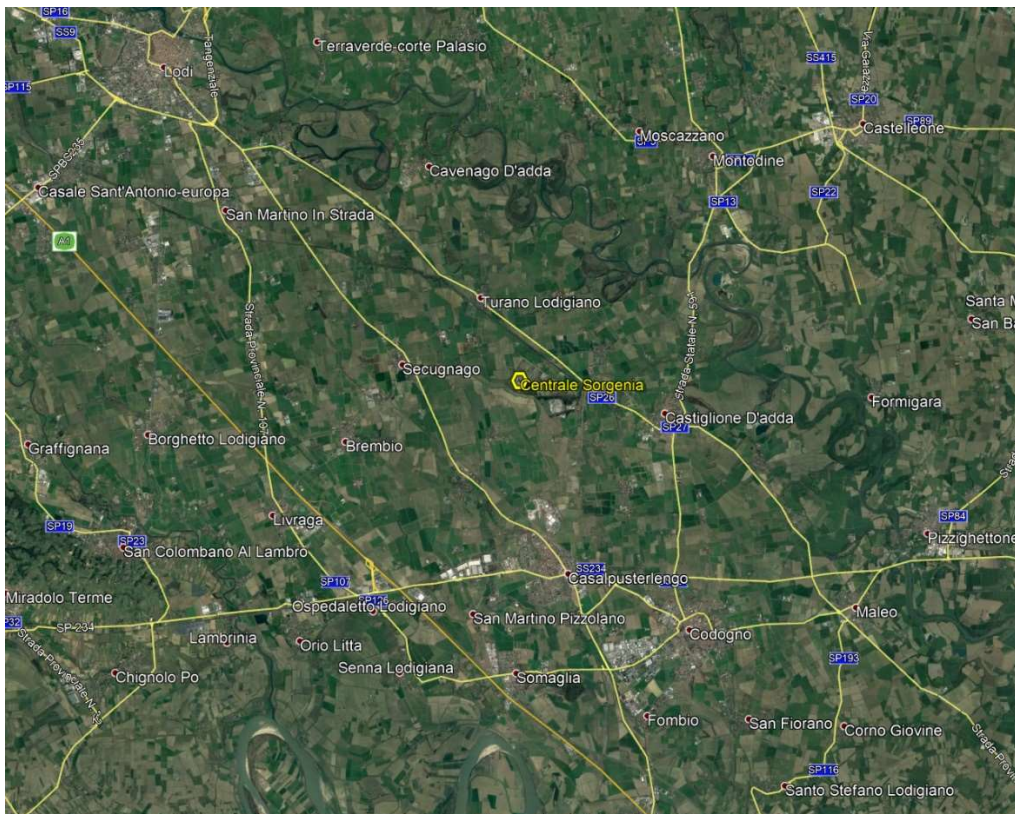 SP16
SS9
Tangenziale
Terraverde-corte Palasio
Lodi
SP115
SS415
Via Galazza
SP20
SP89
Castelleone
Moscazzano
Montodine
SPBS235
Cavenago D'adda
Casale Sant'Antonio-europa
SP22
SP13
San Martino In Strada
A1
Turano Lodigiano
Santa M
San Ba
Strada Statale N. 591
Strada Provinciale N. 107
Secugnago
Centrale Sorgenia
SP26
Formigara
Castiglione D'adda
SP27
Borghetto Lodigiano
Graffignana
Brembio
Livraga
SP19
SP23
SP84
Pizzighettone
San Colombano Al Lambro
SS234
Casalpusterlengo
SP107
SP126
Miradolo Terme
Ospedaletto Lodigiano
Maleo
San Martino Pizzolano
SP 234
Codogno
Lambrinia
Orio Litta
SP193
Chignolo Po
Senna Lodigiana
Somaglia
Fombio
San Fiorano
Corno Giovine
SP116
Santo Stefano Lodigiano